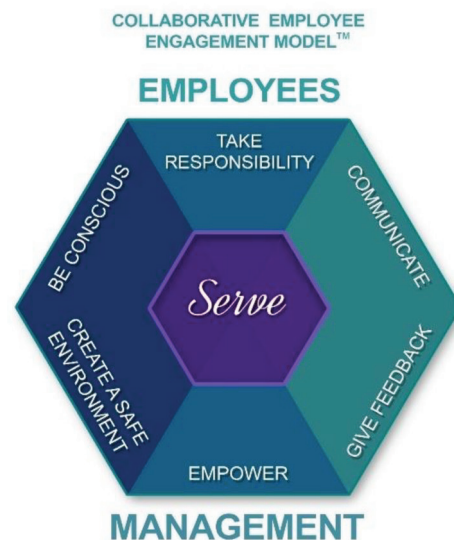 COLLABORATIVE EMPLOYEE
ENGAGEMENT MODEL™
EMPLOYEES
TAKE
RESPONSIBILITY
BE CONSCIOUS
COMMUNICATE
Serve
CREATE A SAFE
ENVIRONMENT
GIVE FEEDBACK
EMPOWER
MANAGEMENT